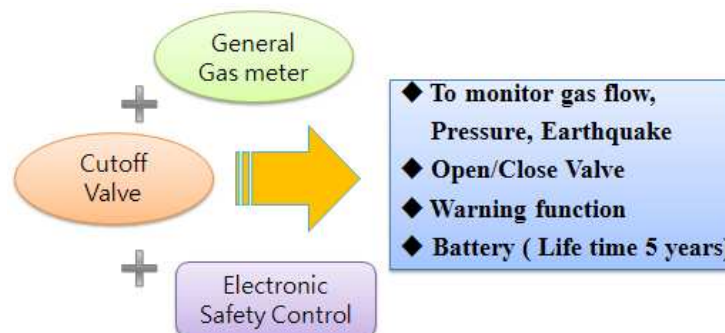 General
Gas meter
Cutoff
Valve
Electronic
Safety Control
◆ To monitor gas flow,
Pressure, Earthquake
◆ Open/Close Valve
◆ Warning function
◆ Battery ( Life time 5 years)